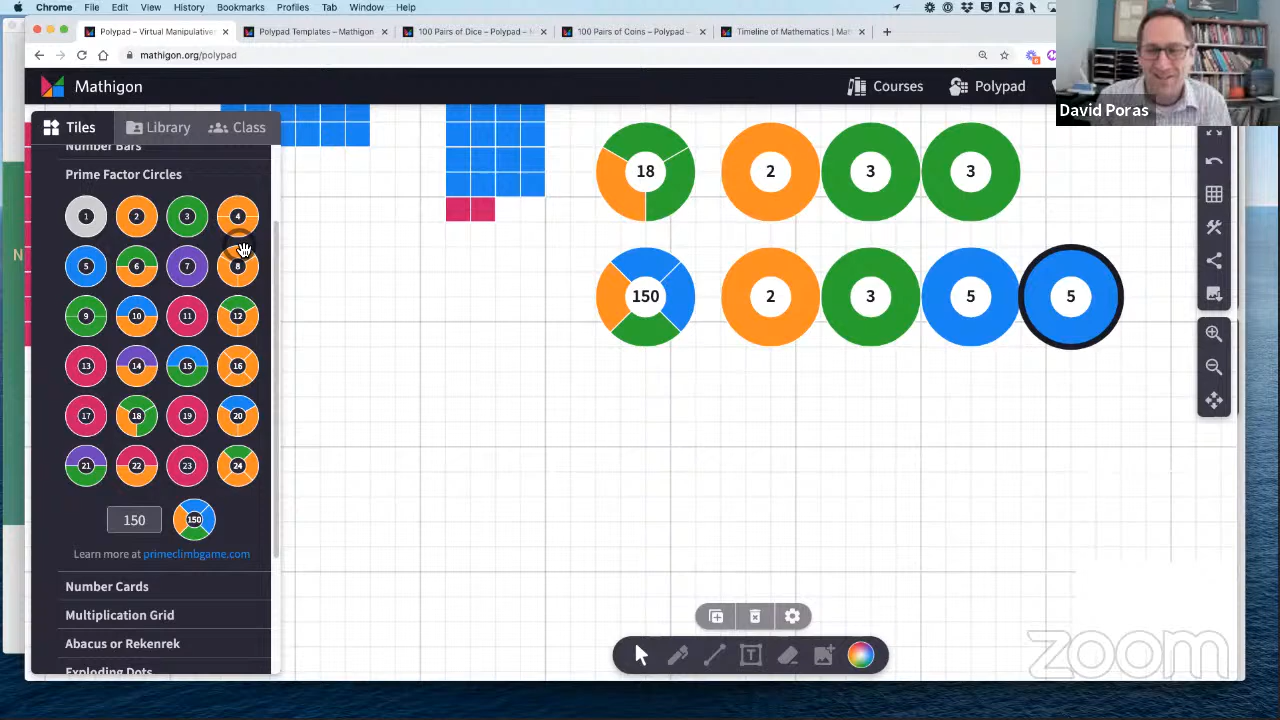 Chrome File Edit View History Bookmarks Profiles Tab Window Help
Polypad – Virtual Manipulatives
Polypad Templates – Mathigon
100 Pairs of Dice – Polypad –
100 Pairs of Coins – Polypad –
Timeline of Mathematics | Mat
mathigon.org/polypad
Mathigon
Courses
Polypad
David Poras
Tiles
Library
Class
Number Bars
Prime Factor Circles
1 2 3 4
5 6 7 8
9 10 11 12
13 14 15 16
17 18 19 20
21 22 23 24
150 150
Learn more at primeclimbgame.com
Number Cards
Multiplication Grid
Abacus or Rekenrek
Exploding Dots
18 2 3 3
150 2 3 5 5
N
T
zoom